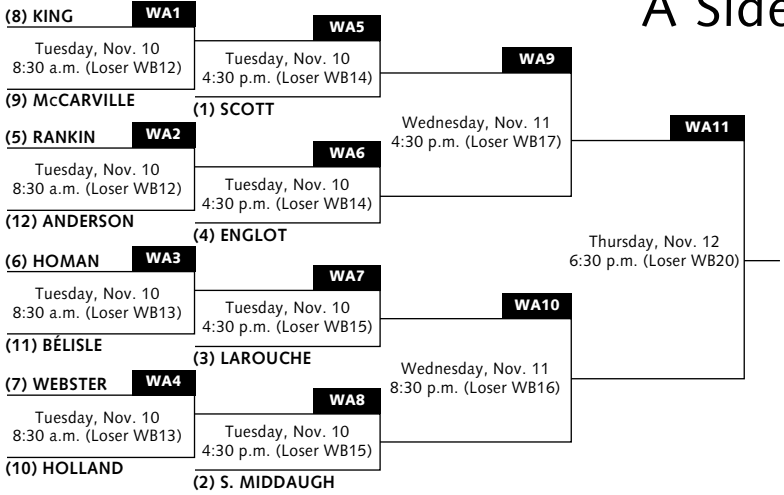 A Side
(8) KING
WA1
Tuesday, Nov. 10
8:30 a.m. (Loser WB12)
(9) McCARVILLE
WA5
Tuesday, Nov. 10
4:30 p.m. (Loser WB14)
(1) SCOTT
(5) RANKIN
WA2
Tuesday, Nov. 10
8:30 a.m. (Loser WB12)
(12) ANDERSON
WA6
Tuesday, Nov. 10
4:30 p.m. (Loser WB14)
(4) ENGLOT
(6) HOMAN
WA3
Tuesday, Nov. 10
8:30 a.m. (Loser WB13)
(11) BÉLISLE
WA7
Tuesday, Nov. 10
4:30 p.m. (Loser WB15)
(3) LAROUCHE
(7) WEBSTER
WA4
Tuesday, Nov. 10
8:30 a.m. (Loser WB13)
(10) HOLLAND
WA8
Tuesday, Nov. 10
4:30 p.m. (Loser WB15)
(2) S. MIDDAUGH
WA9
Wednesday, Nov. 11
4:30 p.m. (Loser WB17)
WA10
Wednesday, Nov. 11
8:30 p.m. (Loser WB16)
WA11
Thursday, Nov. 12
6:30 p.m. (Loser WB20)